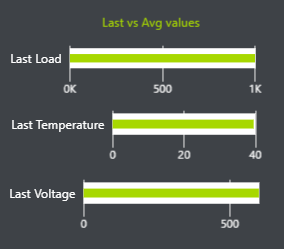 Last vs Avg values
Last Load
0K 500 1K
Last Temperature
0 20 40
Last Voltage
0 500